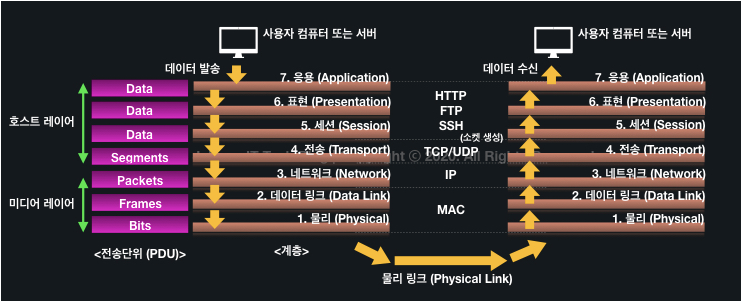 사용자 컴퓨터 또는 서버
사용자 컴퓨터 또는 서버
데이터 발송
데이터 수신
호스트 레이어
미디어 레이어
Data
Data
Data
Segments
Packets
Frames
Bits
<전송단위 (PDU)>
7. 응용 (Application)
6. 표현 (Presentation)
5. 세션 (Session)
4. 전송 (Transport)
3. 네트워크 (Network)
2. 데이터 링크 (Data Link)
1. 물리 (Physical)
<계층>
HTTP
FTP
SSH
(소켓 생성)
TCP/UDP
IP
MAC
7. 응용 (Application)
6. 표현 (Presentation)
5. 세션 (Session)
4. 전송 (Transport)
3. 네트워크 (Network)
2. 데이터 링크 (Data Link)
1. 물리 (Physical)
물리 링크 (Physical Link)
© 2020. All